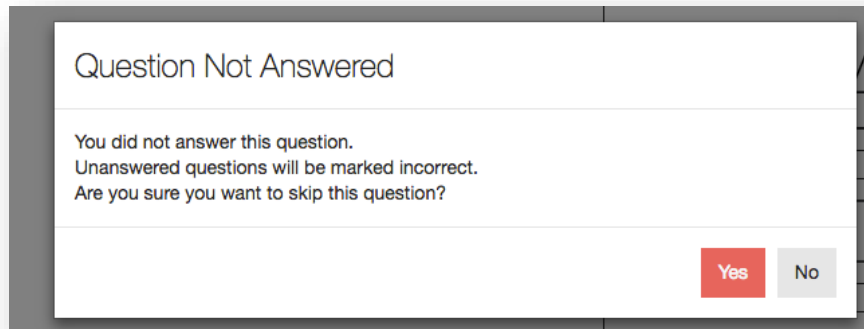 Question Not Answered
You did not answer this question.
Unanswered questions will be marked incorrect.
Are you sure you want to skip this question?
Yes
No